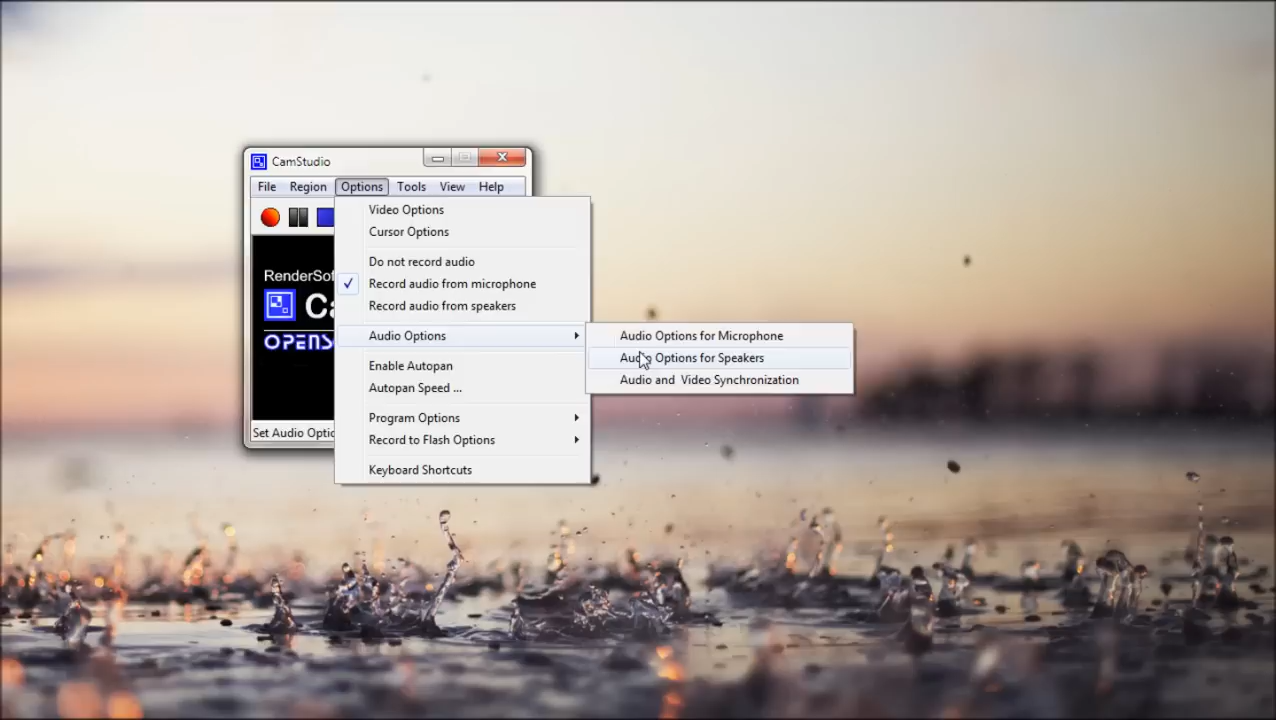 CamStudio
File Region Options Tools View Help
Video Options
Cursor Options
Do not record audio
Record audio from microphone
Record audio from speakers
Audio Options
Enable Autopan
Autopan Speed ...
Program Options
Record to Flash Options
Keyboard Shortcuts
Audio Options for Microphone
Audio Options for Speakers
Audio and Video Synchronization
RenderSof
Ca
OPENS
Set Audio Optio